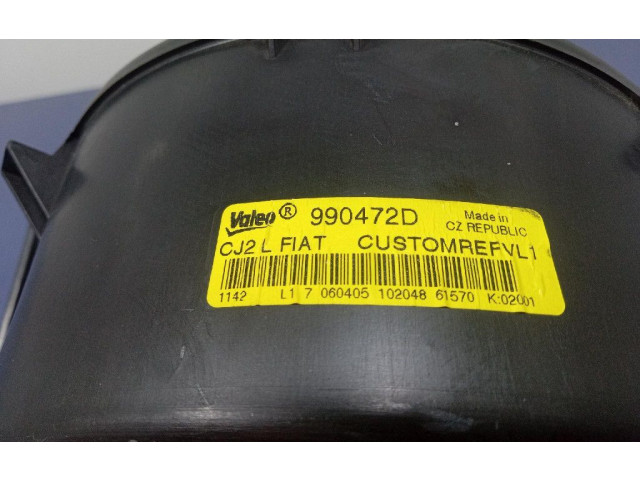 Valeo® 990472D Made in
CZ REPUBLIC
CJ2 L FIAT CUSTOMREFVL1
1142 L1 7 060405 102048 61570 K:02001